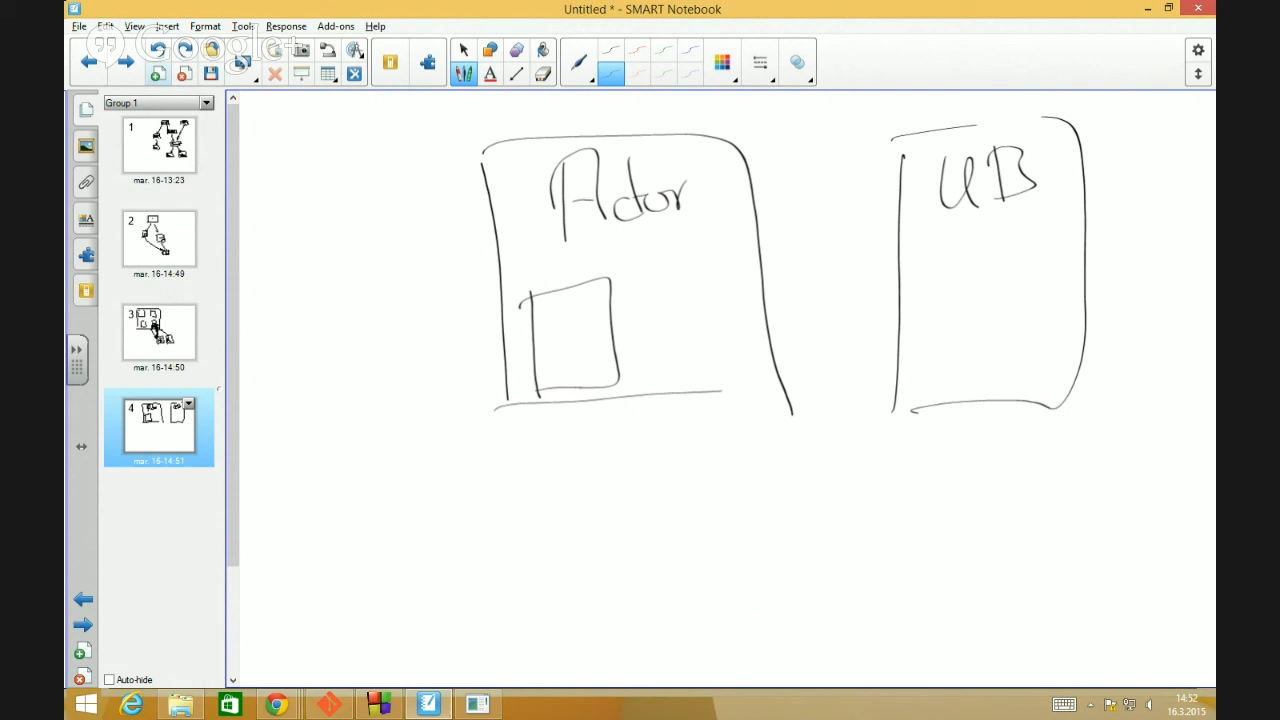 Untitled * - SMART Notebook
File Edit View Insert Format Tools Response Add-ons Help
Google+
Group 1
1
mar. 16-13:23
2
mar. 16-14:49
3
mar. 16-14:50
4
mar. 16-14:51
Actor
UB
Auto-hide
14:52
16.3.2015